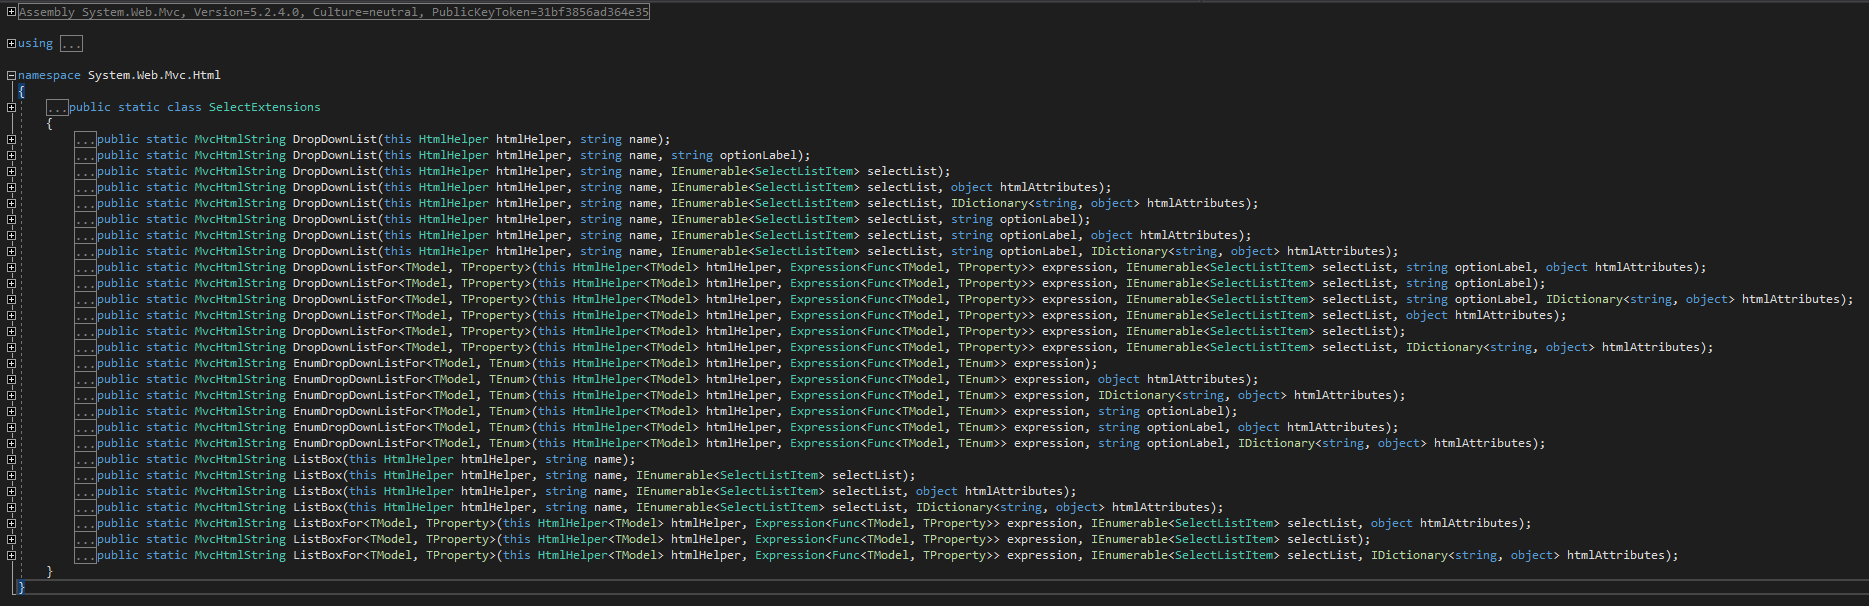 Assembly System.Web.Mvc, Version=5.2.4.0, Culture=neutral, PublicKeyToken=31bf3856ad364e35
using ...
namespace System.Web.Mvc.Html
{
...public static class SelectExtensions
{
...public static MvcHtmlString DropDownList(this HtmlHelper htmlHelper, string name);
...public static MvcHtmlString DropDownList(this HtmlHelper htmlHelper, string name, string optionLabel);
...public static MvcHtmlString DropDownList(this HtmlHelper htmlHelper, string name, IEnumerable<SelectListItem> selectList);
...public static MvcHtmlString DropDownList(this HtmlHelper htmlHelper, string name, IEnumerable<SelectListItem> selectList, object htmlAttributes);
...public static MvcHtmlString DropDownList(this HtmlHelper htmlHelper, string name, IEnumerable<SelectListItem> selectList, IDictionary<string, object> htmlAttributes);
...public static MvcHtmlString DropDownList(this HtmlHelper htmlHelper, string name, IEnumerable<SelectListItem> selectList, string optionLabel);
...public static MvcHtmlString DropDownList(this HtmlHelper htmlHelper, string name, IEnumerable<SelectListItem> selectList, string optionLabel, object htmlAttributes);
...public static MvcHtmlString DropDownList(this HtmlHelper htmlHelper, string name, IEnumerable<SelectListItem> selectList, string optionLabel, IDictionary<string, object> htmlAttributes);
...public static MvcHtmlString DropDownListFor<TModel, TProperty>(this HtmlHelper<TModel> htmlHelper, Expression<Func<TModel, TProperty>> expression, IEnumerable<SelectListItem> selectList, string optionLabel, object htmlAttributes);
...public static MvcHtmlString DropDownListFor<TModel, TProperty>(this HtmlHelper<TModel> htmlHelper, Expression<Func<TModel, TProperty>> expression, IEnumerable<SelectListItem> selectList, string optionLabel);
...public static MvcHtmlString DropDownListFor<TModel, TProperty>(this HtmlHelper<TModel> htmlHelper, Expression<Func<TModel, TProperty>> expression, IEnumerable<SelectListItem> selectList, string optionLabel, IDictionary<string, object> htmlAttributes);
...public static MvcHtmlString DropDownListFor<TModel, TProperty>(this HtmlHelper<TModel> htmlHelper, Expression<Func<TModel, TProperty>> expression, IEnumerable<SelectListItem> selectList, object htmlAttributes);
...public static MvcHtmlString DropDownListFor<TModel, TProperty>(this HtmlHelper<TModel> htmlHelper, Expression<Func<TModel, TProperty>> expression, IEnumerable<SelectListItem> selectList);
...public static MvcHtmlString DropDownListFor<TModel, TProperty>(this HtmlHelper<TModel> htmlHelper, Expression<Func<TModel, TProperty>> expression, IEnumerable<SelectListItem> selectList, IDictionary<string, object> htmlAttributes);
...public static MvcHtmlString EnumDropDownListFor<TModel, TEnum>(this HtmlHelper<TModel> htmlHelper, Expression<Func<TModel, TEnum>> expression);
...public static MvcHtmlString EnumDropDownListFor<TModel, TEnum>(this HtmlHelper<TModel> htmlHelper, Expression<Func<TModel, TEnum>> expression, object htmlAttributes);
...public static MvcHtmlString EnumDropDownListFor<TModel, TEnum>(this HtmlHelper<TModel> htmlHelper, Expression<Func<TModel, TEnum>> expression, IDictionary<string, object> htmlAttributes);
...public static MvcHtmlString EnumDropDownListFor<TModel, TEnum>(this HtmlHelper<TModel> htmlHelper, Expression<Func<TModel, TEnum>> expression, string optionLabel);
...public static MvcHtmlString EnumDropDownListFor<TModel, TEnum>(this HtmlHelper<TModel> htmlHelper, Expression<Func<TModel, TEnum>> expression, string optionLabel, object htmlAttributes);
...public static MvcHtmlString EnumDropDownListFor<TModel, TEnum>(this HtmlHelper<TModel> htmlHelper, Expression<Func<TModel, TEnum>> expression, string optionLabel, IDictionary<string, object> htmlAttributes);
...public static MvcHtmlString ListBox(this HtmlHelper htmlHelper, string name);
...public static MvcHtmlString ListBox(this HtmlHelper htmlHelper, string name, IEnumerable<SelectListItem> selectList);
...public static MvcHtmlString ListBox(this HtmlHelper htmlHelper, string name, IEnumerable<SelectListItem> selectList, object htmlAttributes);
...public static MvcHtmlString ListBox(this HtmlHelper htmlHelper, string name, IEnumerable<SelectListItem> selectList, IDictionary<string, object> htmlAttributes);
...public static MvcHtmlString ListBoxFor<TModel, TProperty>(this HtmlHelper<TModel> htmlHelper, Expression<Func<TModel, TProperty>> expression, IEnumerable<SelectListItem> selectList, object htmlAttributes);
...public static MvcHtmlString ListBoxFor<TModel, TProperty>(this HtmlHelper<TModel> htmlHelper, Expression<Func<TModel, TProperty>> expression, IEnumerable<SelectListItem> selectList);
...public static MvcHtmlString ListBoxFor<TModel, TProperty>(this HtmlHelper<TModel> htmlHelper, Expression<Func<TModel, TProperty>> expression, IEnumerable<SelectListItem> selectList, IDictionary<string, object> htmlAttributes);
}
}